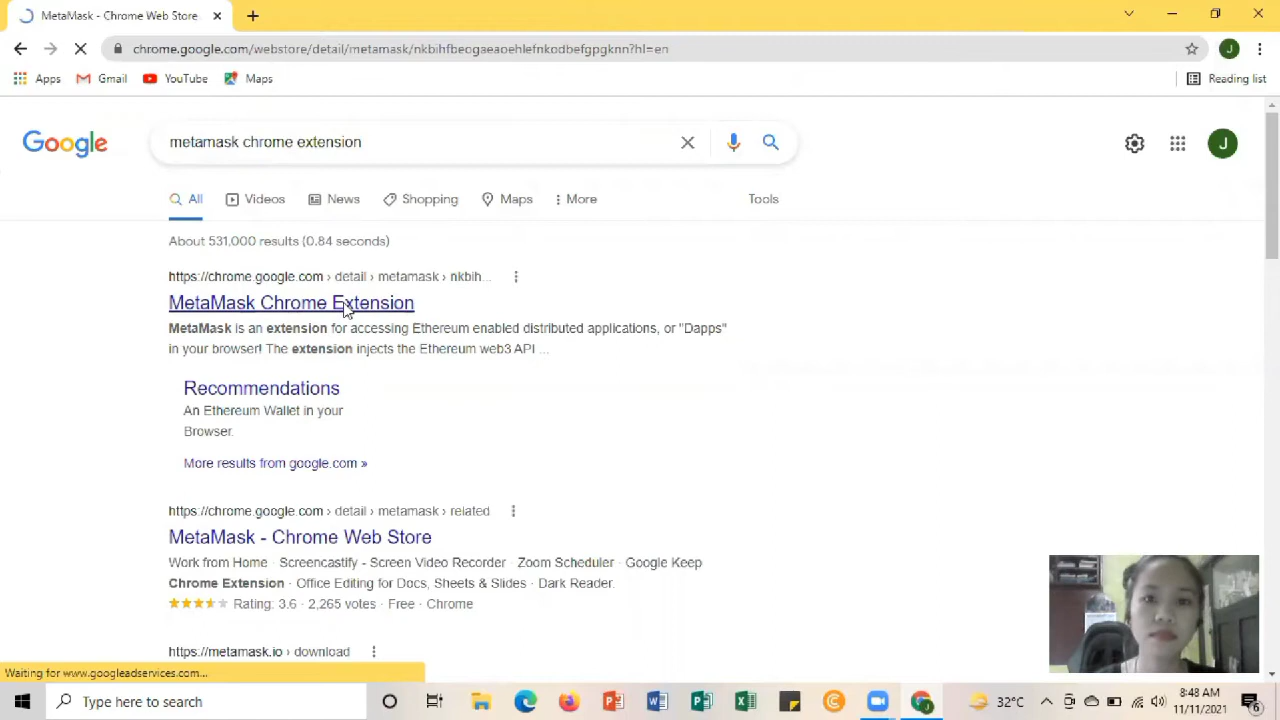 MetaMask - Chrome Web Store
chrome.google.com/webstore/detail/metamask/nkbihfbeogaeaoehlefnkodbefgpgknn?hl=en
Apps Gmail YouTube Maps Reading list
J
Google metamask chrome extension J
All Videos News Shopping Maps More Tools
About 531,000 results (0.84 seconds)
https://chrome.google.com › detail › metamask › nkbih...
MetaMask Chrome Extension
MetaMask is an extension for accessing Ethereum enabled distributed applications, or "Dapps"
in your browser! The extension injects the Ethereum web3 API ...
Recommendations
An Ethereum Wallet in your
Browser.
More results from google.com »
https://chrome.google.com › detail › metamask › related
MetaMask - Chrome Web Store
Work from Home · Screencastify - Screen Video Recorder · Zoom Scheduler · Google Keep
Chrome Extension · Office Editing for Docs, Sheets & Slides · Dark Reader.
Rating: 3.6 · 2,265 votes · Free · Chrome
https://metamask.io › download
Waiting for www.googleadservices.com...
Type here to search
32°C
8:48 AM
11/11/2021
6